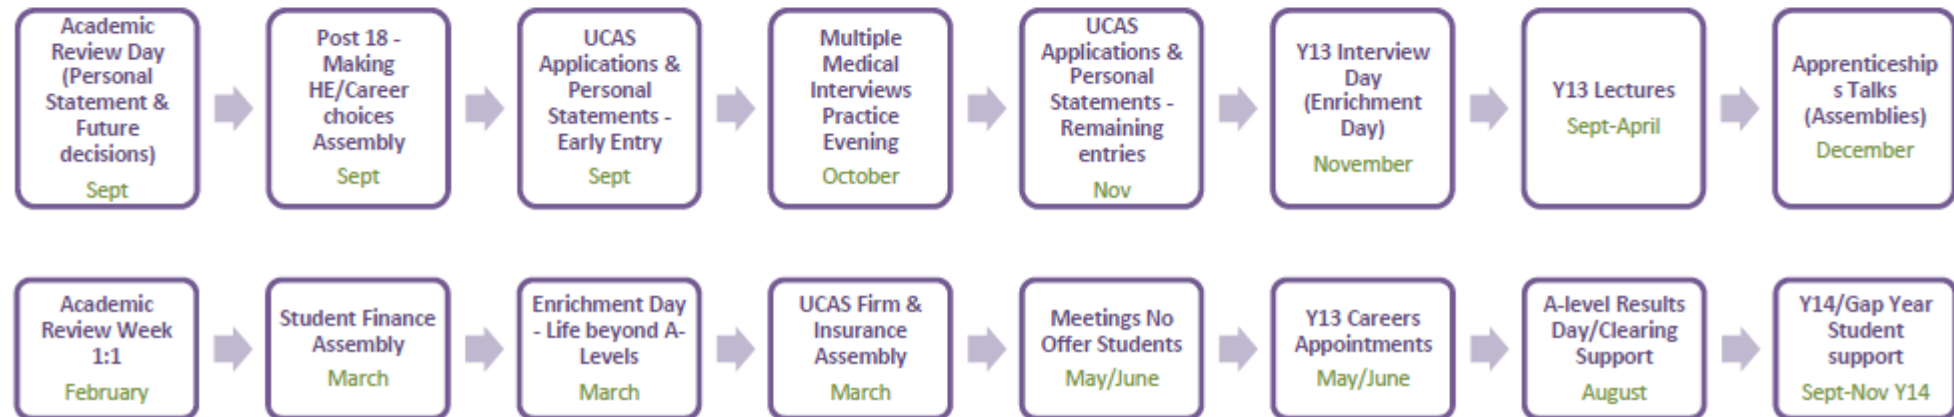 Academic
Review Day
(Personal
Statement &
Future
decisions)
Sept
Post 18 -
Making
HE/Career
choices
Assembly
Sept
UCAS
Applications &
Personal
Statements -
Early Entry
Sept
Multiple
Medical
Interviews
Practice
Evening
October
UCAS
Applications &
Personal
Statements -
Remaining
entries
Nov
Y13 Interview
Day
(Enrichment
Day)
November
Y13 Lectures
Sept-April
Apprenticeship
s Talks
(Assemblies)
December
Academic
Review Week
1:1
February
Student Finance
Assembly
March
Enrichment Day
- Life beyond A-
Levels
March
UCAS Firm &
Insurance
Assembly
March
Meetings No
Offer Students
May/June
Y13 Careers
Appointments
May/June
A-level Results
Day/Clearing
Support
August
Y14/Gap Year
Student
support
Sept-Nov Y14